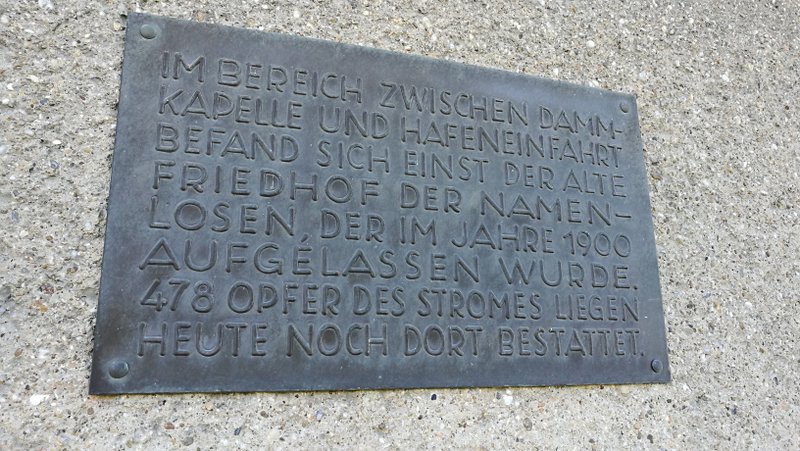 IM BEREICH ZWISCHEN DAMM-
KAPELLE UND HAFENEINFAHRT
BEFAND SICH EINST DER ALTE
FRIEDHOF DER NAMEN-
LOSEN, DER IM JAHRE 1900
AUFGELASSEN WURDE.
478 OPFER DES STROMES LIEGEN
HEUTE NOCH DORT BESTATTET.